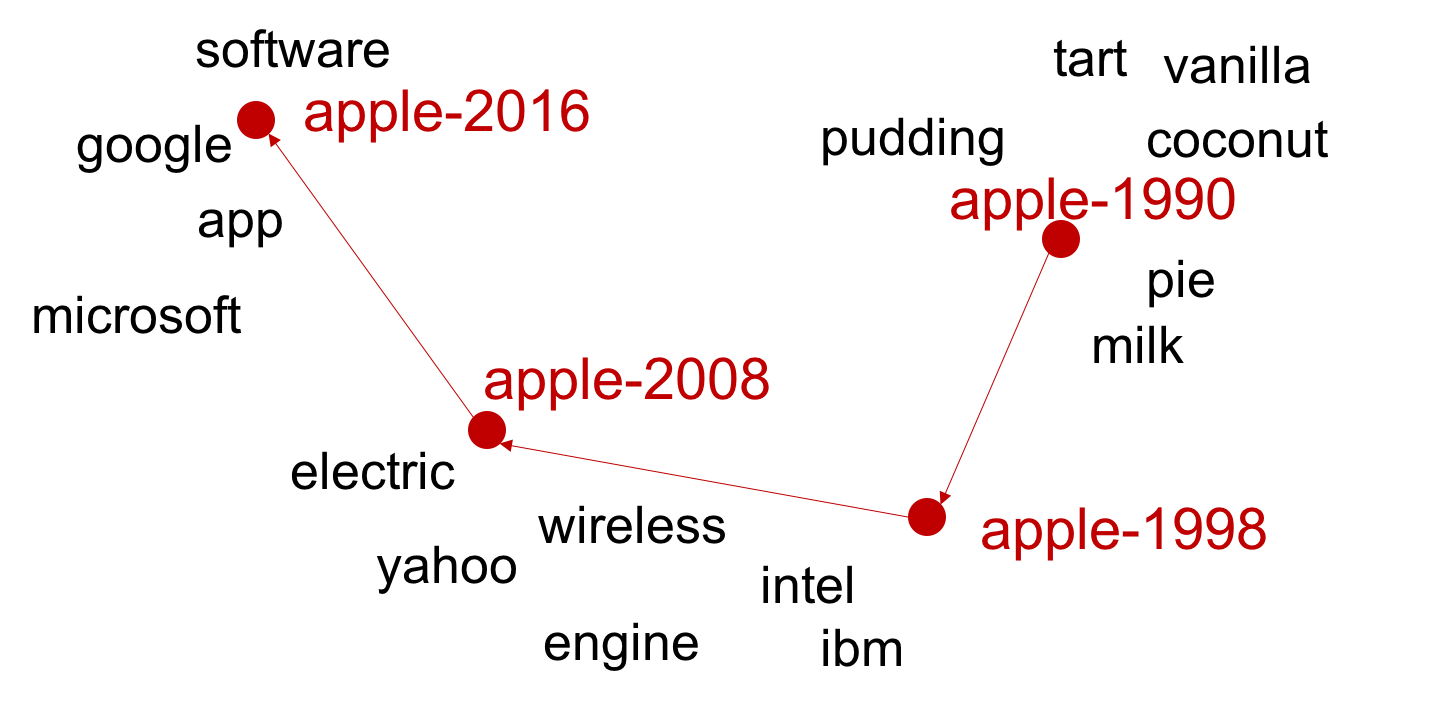 software
tart
vanilla
apple-2016
google
pudding
coconut
apple-1990
app
pie
microsoft
milk
apple-2008
electric
wireless
apple-1998
yahoo
intel
engine
ibm